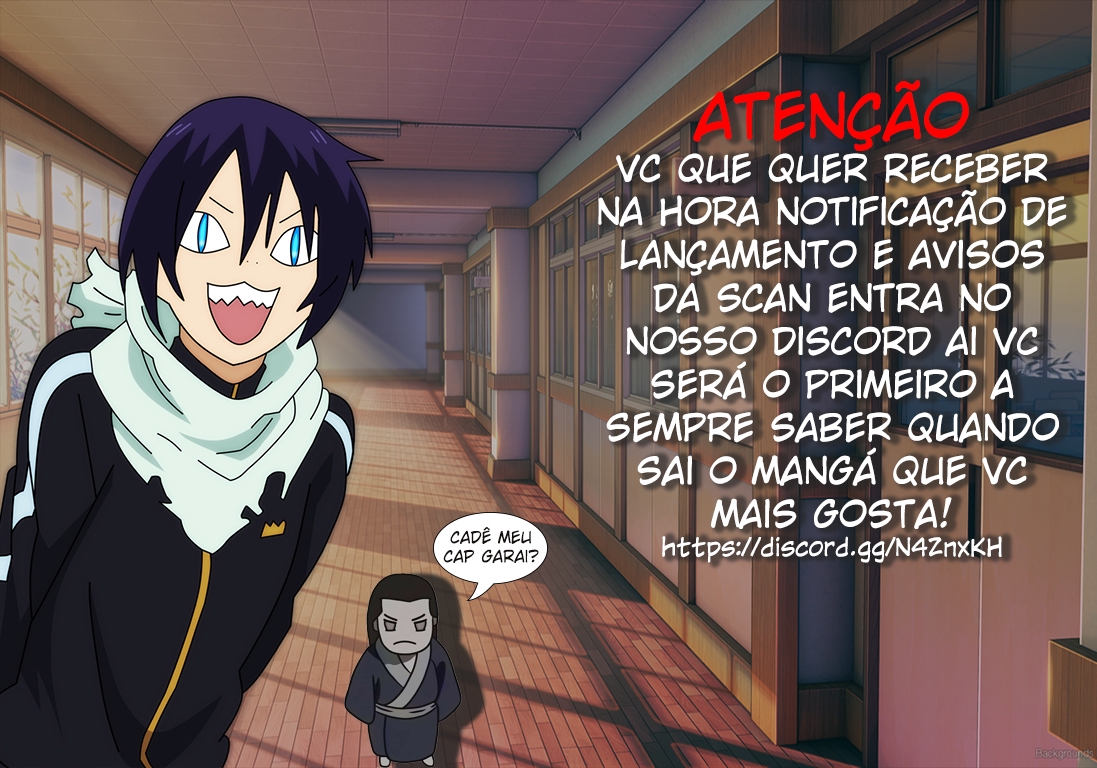 ATENÇÃO
VC QUE QUER RECEBER
NA HORA NOTIFICAÇÃO DE
LANÇAMENTO E AVISOS
DA SCAN ENTRA NO
NOSSO DISCORD AI VC
SERÁ O PRIMEIRO A
SEMPRE SABER QUANDO
SAI O MANGÁ QUE VC
MAIS GOSTA!
https://discord.gg/N4ZnxKH
CADÊ MEU
CAP GARAI?
Backgrounds